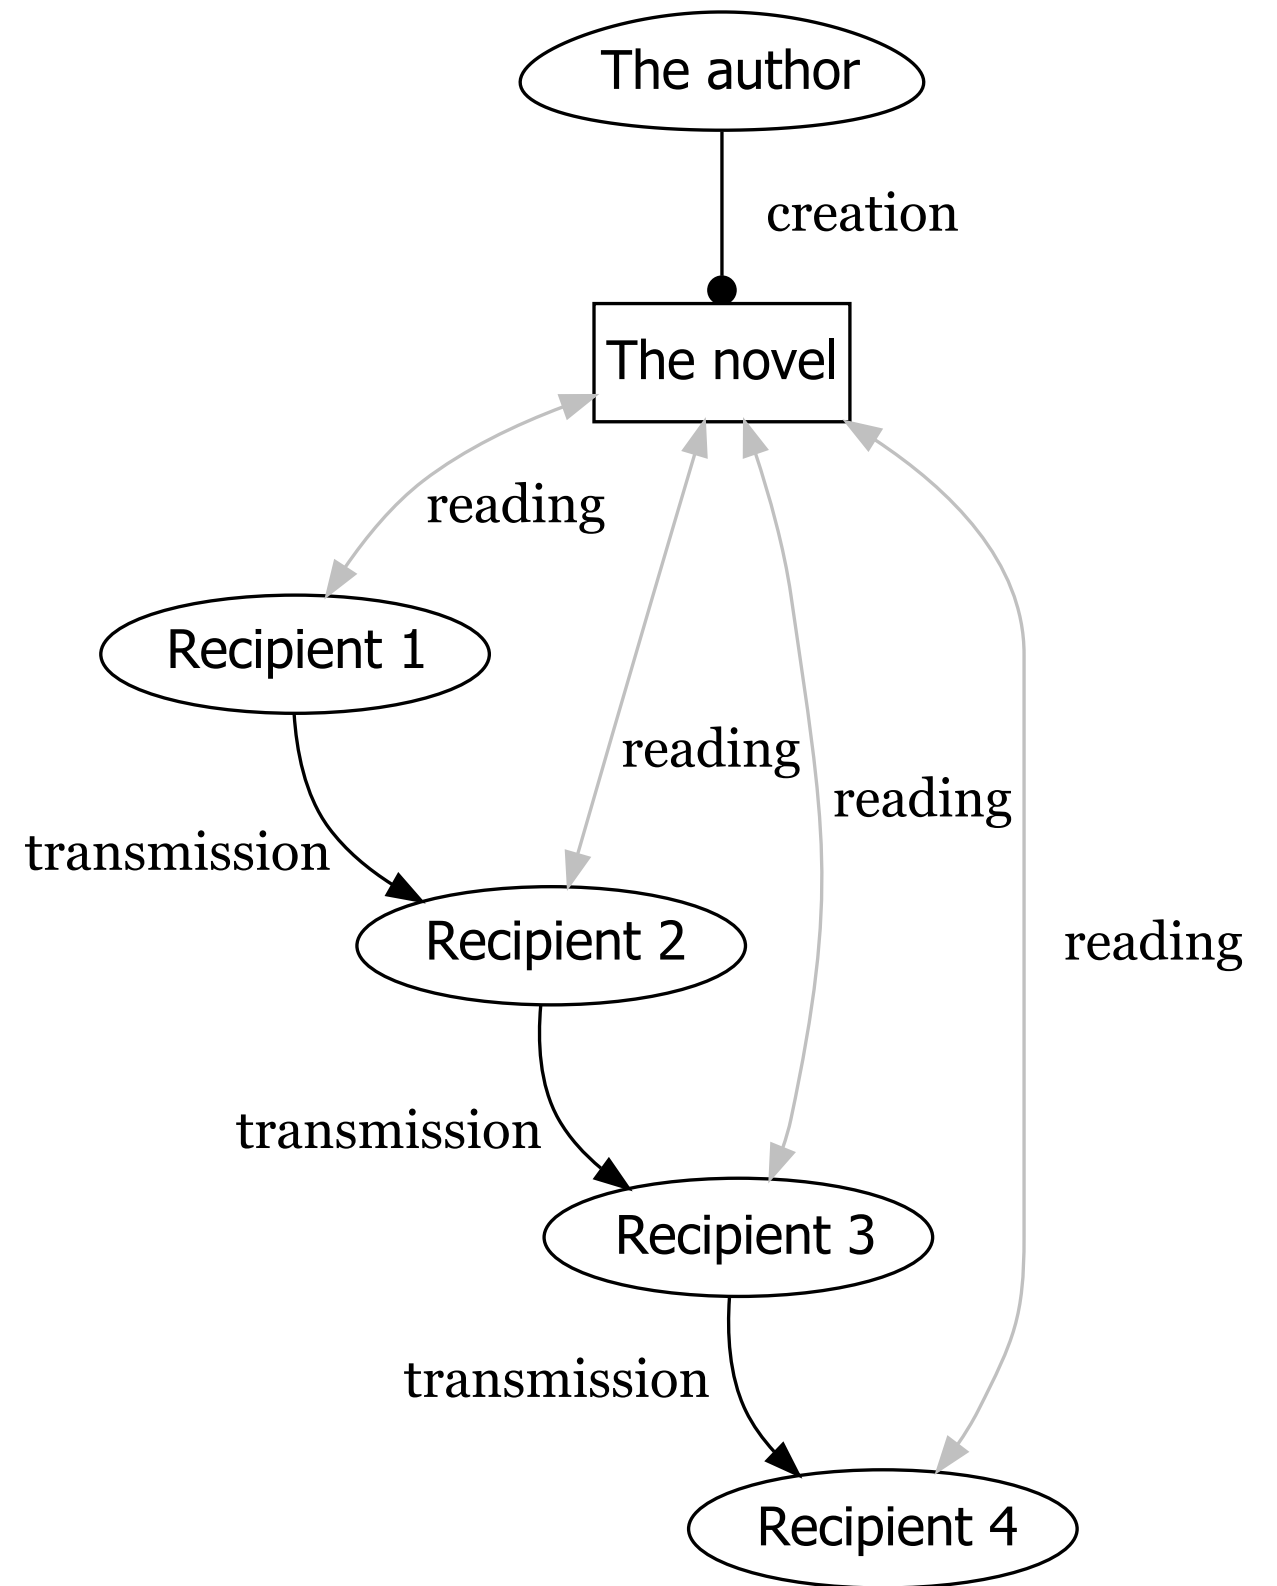 The author
creation
The novel
reading
Recipient 1
reading
reading
transmission
Recipient 2
reading
transmission
Recipient 3
transmission
Recipient 4